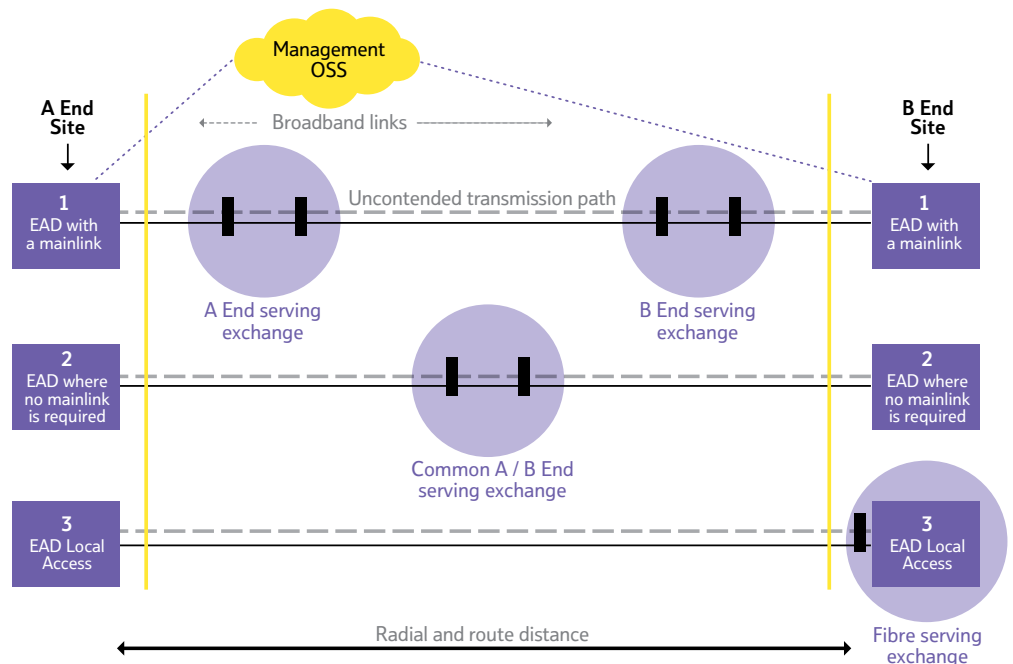 Management
OSS
A End
Site
B End
Site
Broadband links
1
EAD with
a mainlink
Uncontended transmission path
1
EAD with
a mainlink
A End serving
exchange
B End serving
exchange
2
EAD where
no mainlink
is required
2
EAD where
no mainlink
is required
Common A / B End
serving exchange
3
EAD Local
Access
3
EAD Local
Access
Radial and route distance
Fibre serving
exchange